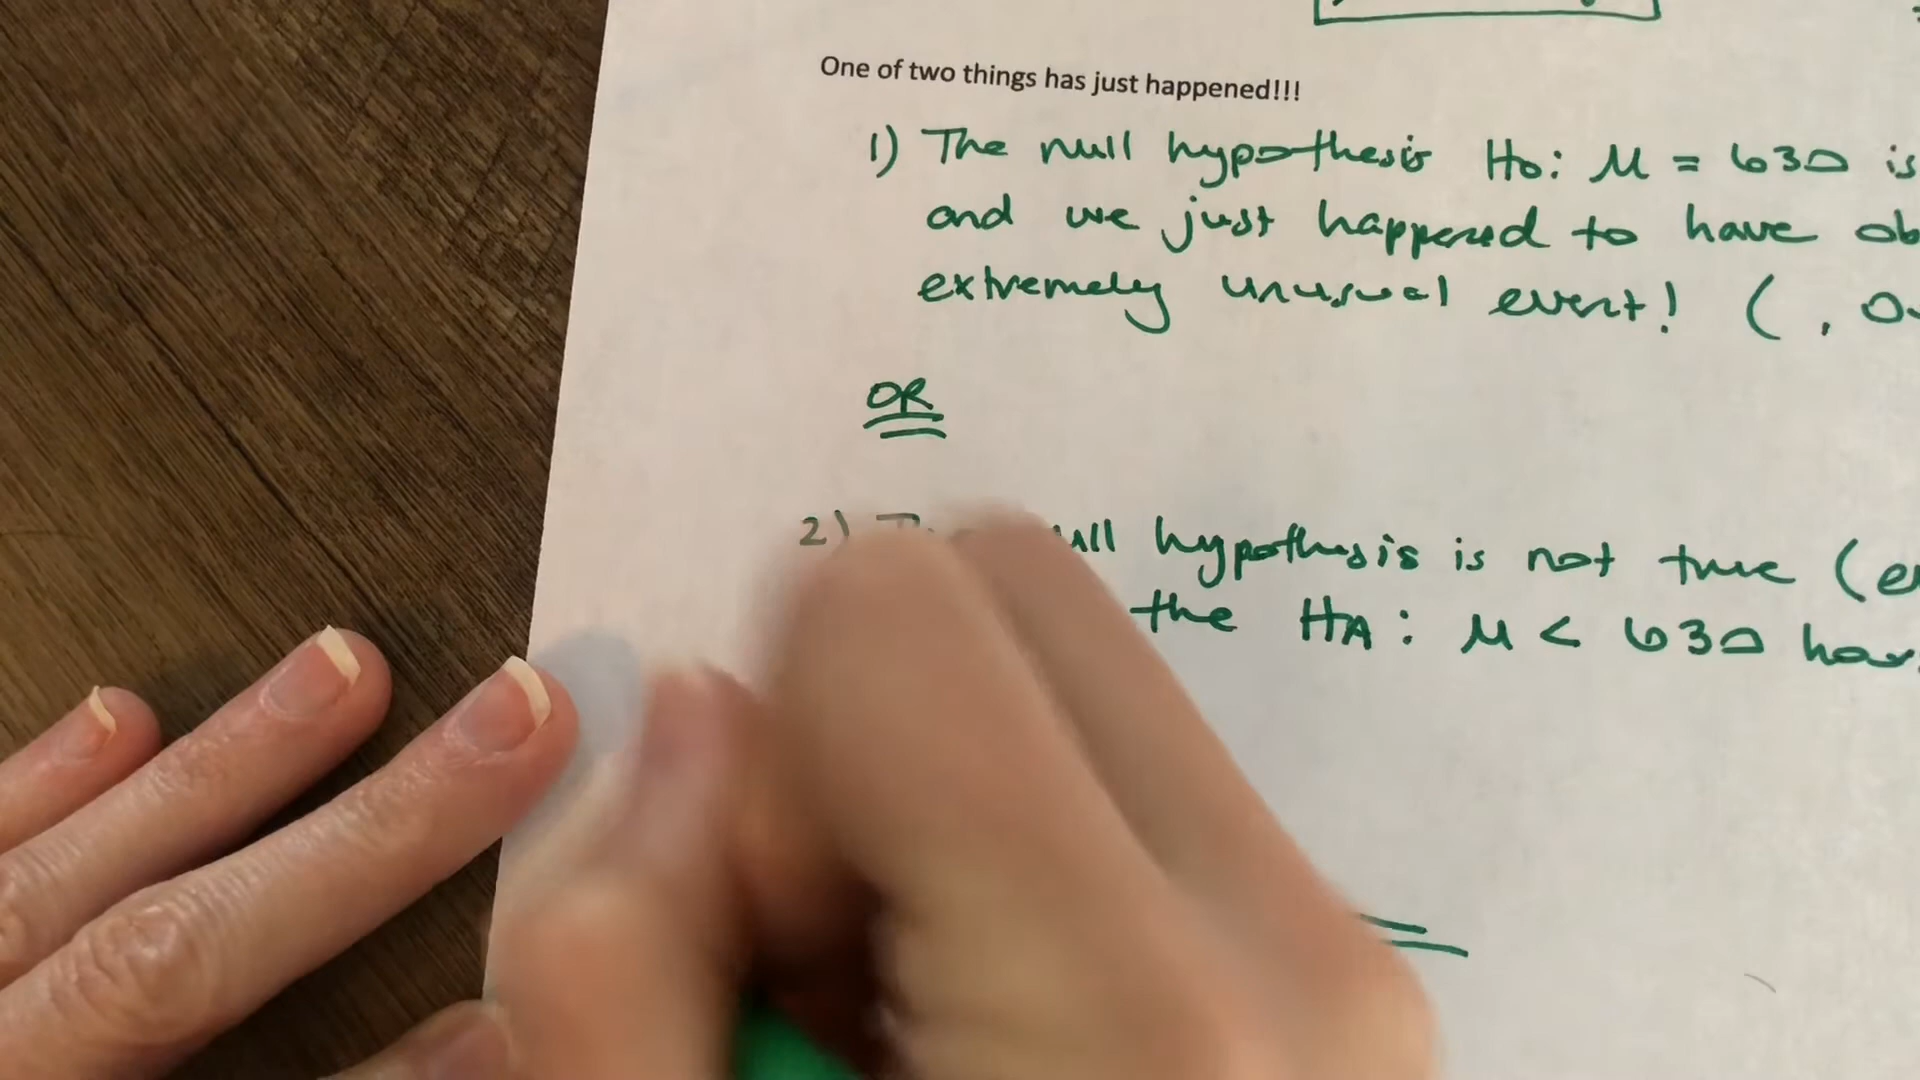 One of two things has just happened!!!
1) The null hypothesis Ho: M = 630 is
and we just happened to have ob
extremely unusual event! ( . 0
OR
2) hypothesis is not true (
the HA: M < 630